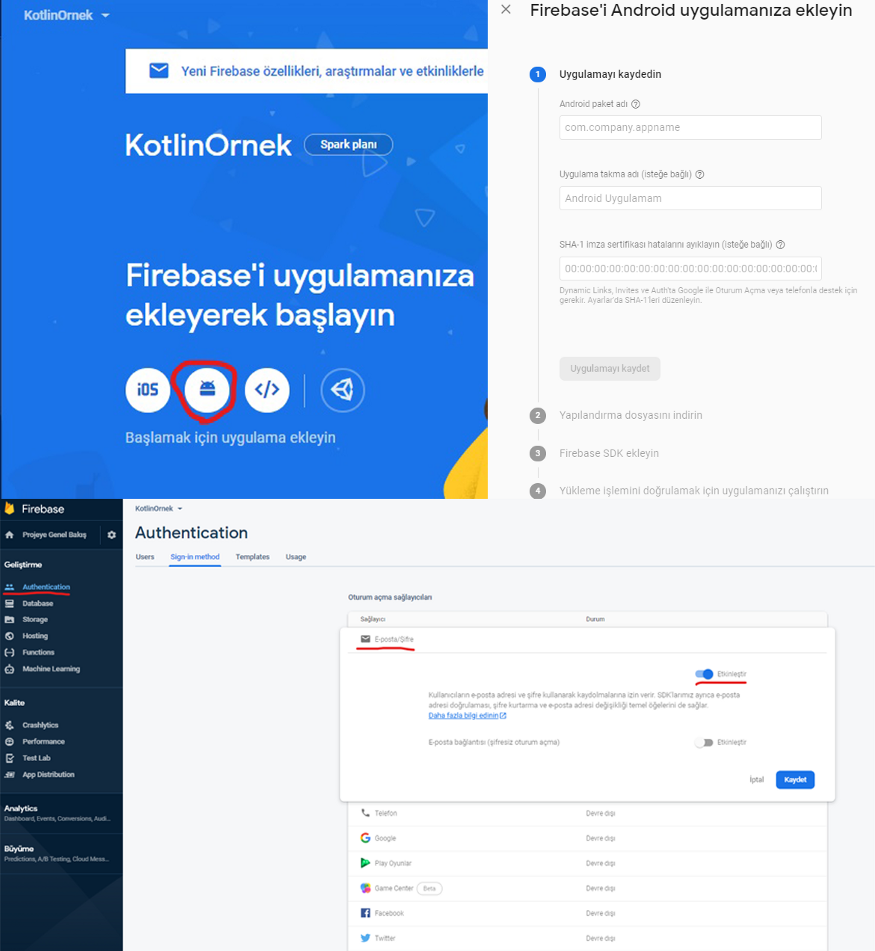 KotlinOrnek
Yeni Firebase özellikleri, araştırmalar ve etkinliklerle
KotlinOrnek
Spark planı
Firebase'i uygulamanıza
ekleyerek başlayın
iOS
Başlamak için uygulama ekleyin
Firebase'i Android uygulamanıza ekleyin
1 Uygulamayı kaydedin
Android paket adı
com.company.appname
Uygulama takma adı (isteğe bağlı)
Android Uygulamam
SHA-1 imza sertifikası hatalarını ayıklayın (isteğe bağlı)
00:00:00:00:00:00:00:00:00:00:00:00:00:00:00:00:00:(
Dynamic Links, Invites ve Auth'ta Google ile Oturum Açma veya telefonla destek için
gerekir. Ayarlar'da SHA-1'leri düzenleyin.
Uygulamayı kaydet
2 Yapılandırma dosyasını indirin
3 Firebase SDK ekleyin
4 Yükleme işlemini doğrulamak için uygulamanızı çalıştırın
Firebase
Projeye Genel Bakış
Geliştirme
Authentication
Database
Storage
Hosting
Functions
Machine Learning
Kalite
Crashlytics
Performance
Test Lab
App Distribution
Analytics
Dashboard, Events, Conversions, Audi...
Büyüme
Predictions, A/B Testing, Cloud Mess...
KotlinOrnek
Authentication
Users Sign-in method Templates Usage
Oturum açma sağlayıcıları
Sağlayıcı Durum
E-posta/Şifre
Etkinleştir
Kullanıcıların e-posta adresi ve şifre kullanarak kaydolmalarına izin verir. SDK'larımız ayrıca e-posta
adresi doğrulaması, şifre kurtarma ve e-posta adresi değişikliği temel öğelerini de sağlar.
Daha fazla bilgi edinin
E-posta bağlantısı (şifresiz oturum açma) Etkinleştir
İptal Kaydet
Telefon Devre dışı
Google Devre dışı
Play Oyunlar Devre dışı
Game Center Beta Devre dışı
Facebook Devre dışı
Twitter Devre dışı